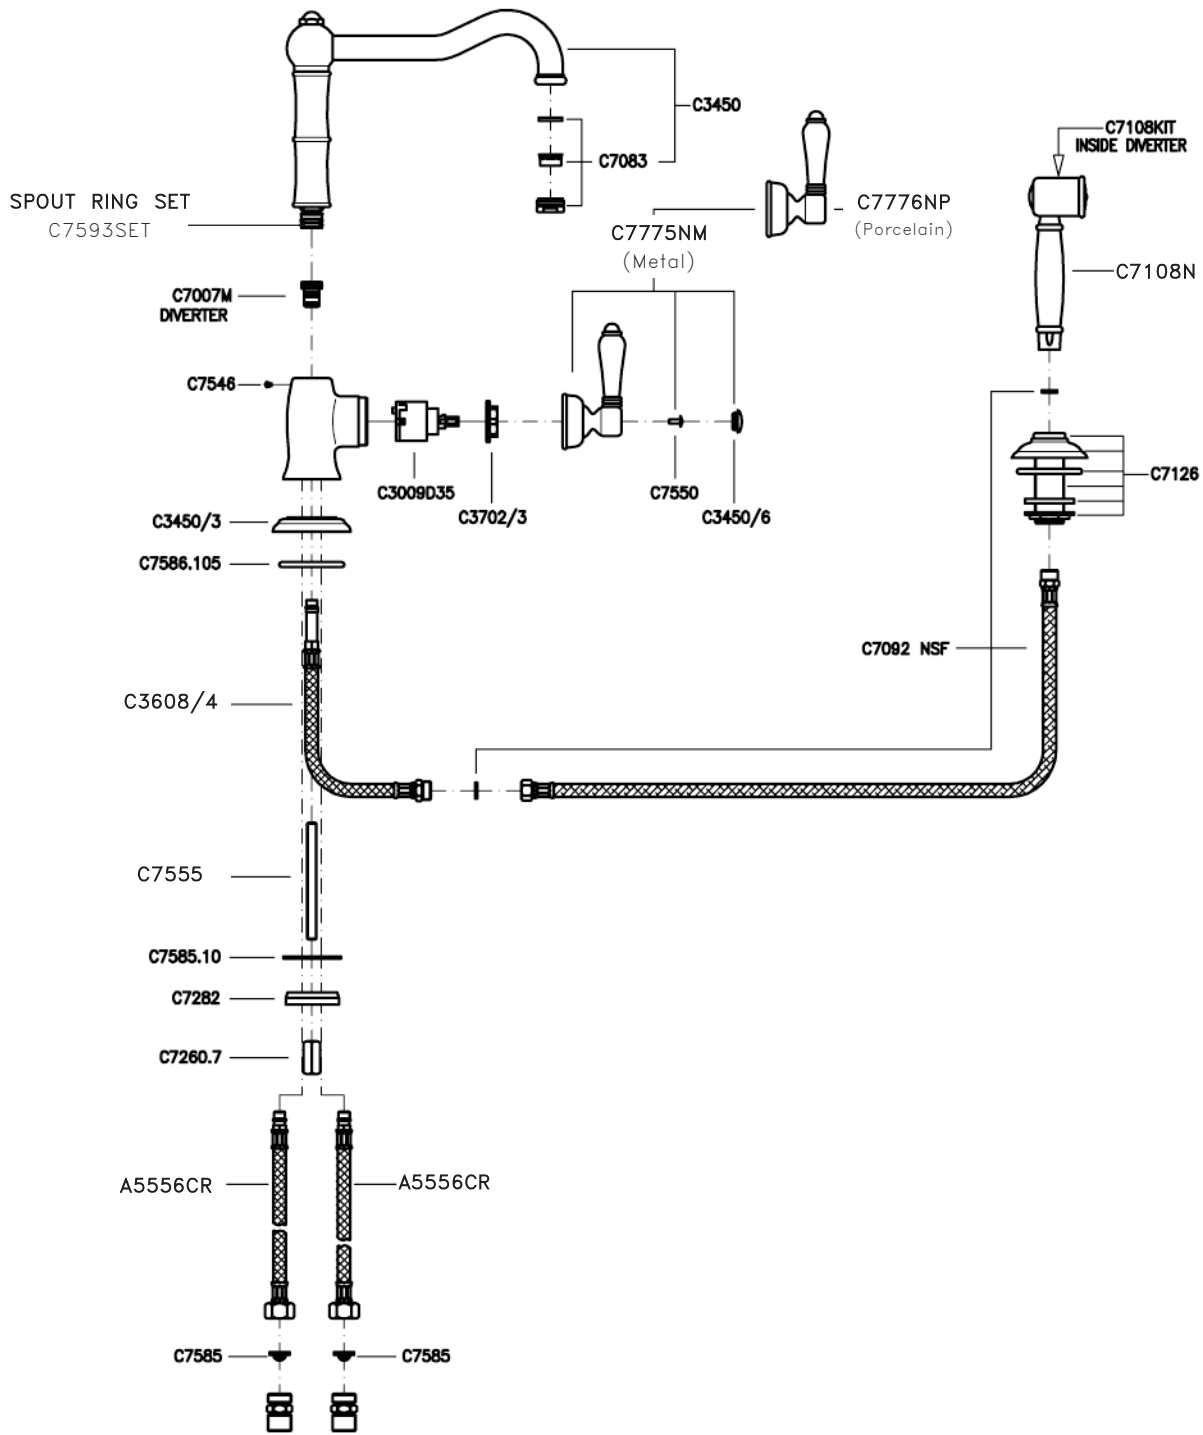 C3450
C7083
C7108KIT
INSIDE DIVERTER
SPOUT RING SET
C7593SET
C7776NP
(Porcelain)
C7775NM
(Metal)
C7108N
C7007M
DIVERTER
C7546
C7126
C3009D35
C7550
C3702/3
C3450/6
C3450/3
C7586.105
C7092 NSF
C3608/4
C7555
C7585.10
C7282
C7260.7
A5556CR
A5556CR
C7585
C7585